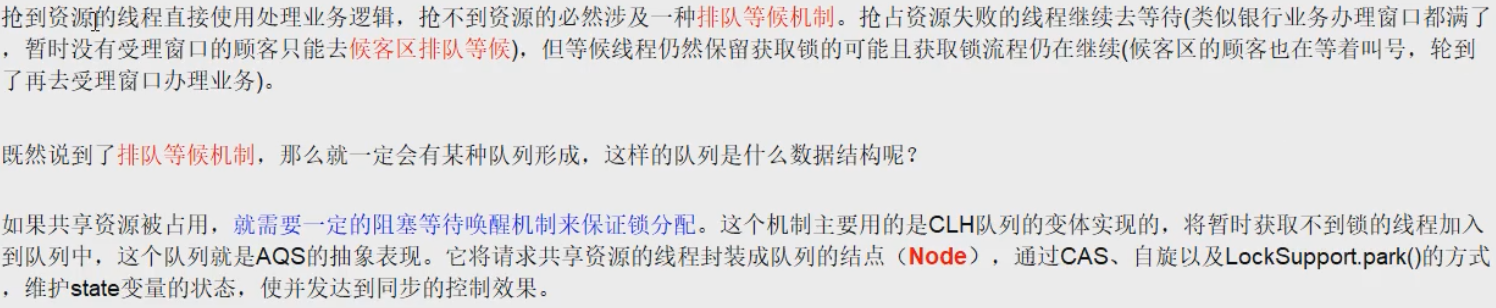 抢到资源的线程直接使用处理业务逻辑，抢不到资源的必然涉及一种排队等候机制。抢占资源失败的线程继续去等待(类似银行业务办理窗口都满了
，暂时没有受理窗口的顾客只能去候客区排队等候)，但等候线程仍然保留获取锁的可能且获取锁流程仍在继续(候客区的顾客也在等着叫号，轮到
了再去受理窗口办理业务)。
既然说到了排队等候机制，那么就一定会有某种队列形成，这样的队列是什么数据结构呢？
如果共享资源被占用，就需要一定的阻塞等待唤醒机制来保证锁分配。这个机制主要用的是CLH队列的变体实现的，将暂时获取不到锁的线程加入
到队列中，这个队列就是AQS的抽象表现。它将请求共享资源的线程封装成队列的结点（Node），通过CAS、自旋以及LockSupport.park()的方式
，维护state变量的状态，使并发达到同步的控制效果。